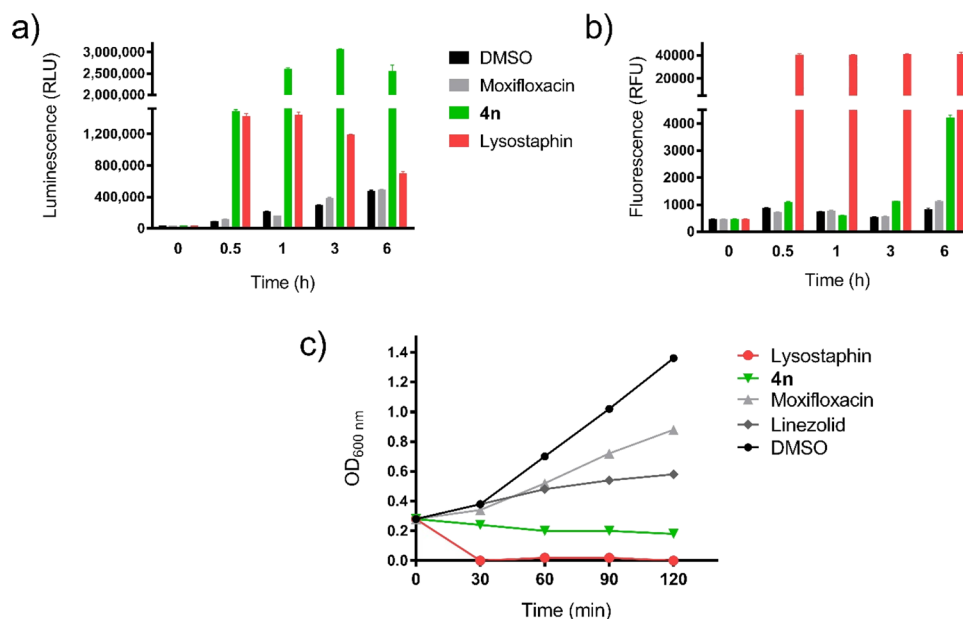 a)
Luminescence (RLU)
3,000,000
2,500,000
2,000,000
1,200,000
800,000
400,000
0
0 0.5 1 3 6
Time (h)
DMSO
Moxifloxacin
4n
Lysostaphin
b)
Fluorescence (RFU)
40000
20000
4000
3000
2000
1000
0
0 0.5 1 3 6
Time (h)
c)
OD600 nm
1.4
1.2
1.0
0.8
0.6
0.4
0.2
0.0
0 30 60 90 120
Time (min)
Lysostaphin
4n
Moxifloxacin
Linezolid
DMSO